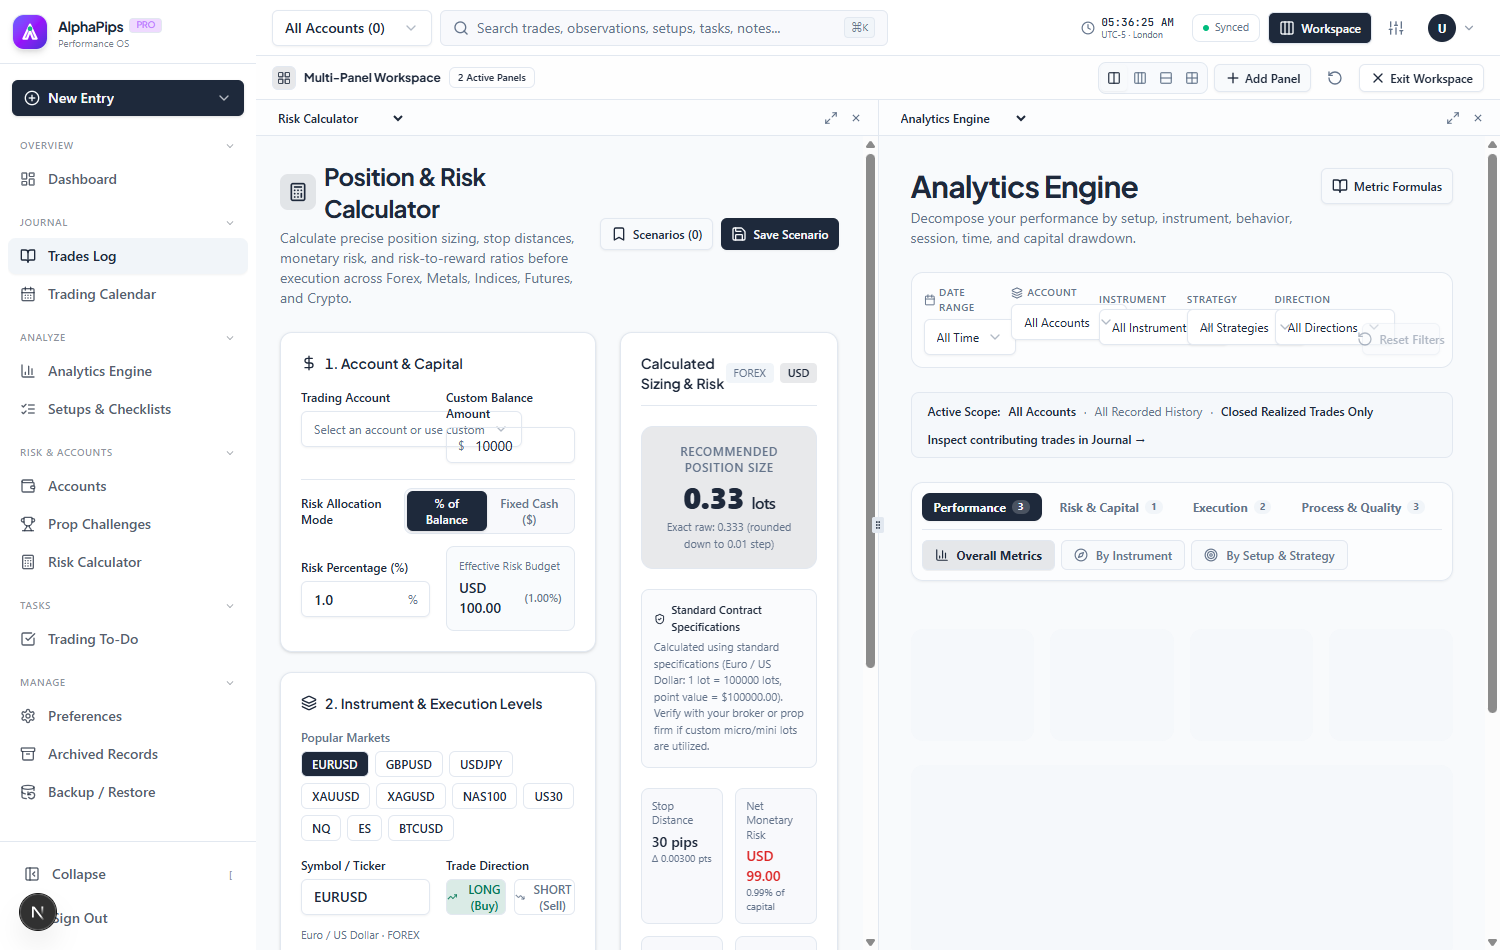 AlphaPips PRO
Performance OS
All Accounts (0)
Search trades, observations, setups, tasks, notes...
⌘K
05:36:25 AM
UTC-5 · London
Synced
Workspace
U
New Entry
OVERVIEW
Dashboard
JOURNAL
Trades Log
Trading Calendar
ANALYZE
Analytics Engine
Setups & Checklists
RISK & ACCOUNTS
Accounts
Prop Challenges
Risk Calculator
TASKS
Trading To-Do
MANAGE
Preferences
Archived Records
Backup / Restore
Collapse [
N
Sign Out
Multi-Panel Workspace
2 Active Panels
Add Panel
Exit Workspace
Risk Calculator
Position & Risk
Calculator
Calculate precise position sizing, stop distances,
monetary risk, and risk-to-reward ratios before
execution across Forex, Metals, Indices, Futures,
and Crypto.
Scenarios (0)
Save Scenario
1. Account & Capital
Trading Account
Select an account or use custom
Custom Balance
Amount
$ 10000
Risk Allocation
Mode
% of
Balance
Fixed Cash
($)
Risk Percentage (%)
1.0 %
Effective Risk Budget
USD
100.00
(1.00%)
2. Instrument & Execution Levels
Popular Markets
EURUSD GBPUSD USDJPY
XAUUSD XAGUSD NAS100 US30
NQ ES BTCUSD
Symbol / Ticker
EURUSD
Trade Direction
LONG
(Buy)
SHORT
(Sell)
Euro / US Dollar · FOREX
Calculated
Sizing & Risk
FOREX USD
RECOMMENDED
POSITION SIZE
0.33 lots
Exact raw: 0.333 (rounded
down to 0.01 step)
Standard Contract
Specifications
Calculated using standard
specifications (Euro / US
Dollar: 1 lot = 100000 lots,
point value = $100000.00).
Verify with your broker or prop
firm if custom micro/mini lots
are utilized.
Stop
Distance
30 pips
Δ 0.00300 pts
Net
Monetary
Risk
USD
99.00
0.99% of
capital
Analytics Engine
Analytics Engine
Decompose your performance by setup, instrument, behavior,
session, time, and capital drawdown.
Metric Formulas
DATE
RANGE
All Time
ACCOUNT
All Accounts
INSTRUMENT
All Instrument
STRATEGY
All Strategies
DIRECTION
All Directions
Reset Filters
Active Scope: All Accounts · All Recorded History · Closed Realized Trades Only
Inspect contributing trades in Journal →
Performance 3
Risk & Capital 1
Execution 2
Process & Quality 3
Overall Metrics
By Instrument
By Setup & Strategy